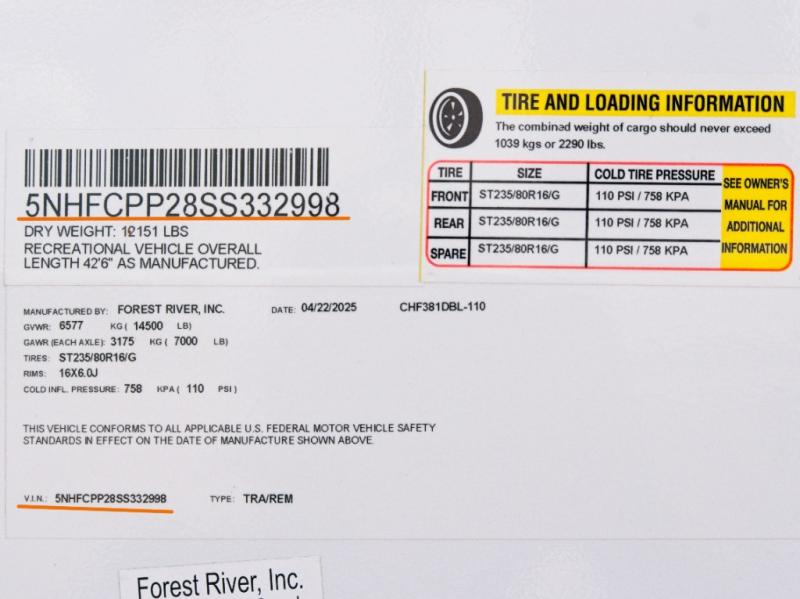 TIRE AND LOADING INFORMATION
The combined weight of cargo should never exceed
1039 kgs or 2290 lbs.
TIRE SIZE COLD TIRE PRESSURE
FRONT ST235/80R16/G 110 PSI / 758 KPA
REAR ST235/80R16/G 110 PSI / 758 KPA
SPARE ST235/80R16/G 110 PSI / 758 KPA
SEE OWNER'S
MANUAL FOR
ADDITIONAL
INFORMATION
5NHFCPP28SS332998
DRY WEIGHT: 12151 LBS
RECREATIONAL VEHICLE OVERALL
LENGTH 42'6" AS MANUFACTURED.
MANUFACTURED BY: FOREST RIVER, INC. DATE: 04/22/2025 CHF381DBL-110
GVWR: 6577 KG ( 14500 LB)
GAWR (EACH AXLE): 3175 KG ( 7000 LB)
TIRES: ST235/80R16/G
RIMS: 16X6.0J
COLD INFL. PRESSURE: 758 KPA ( 110 PSI )
THIS VEHICLE CONFORMS TO ALL APPLICABLE U.S. FEDERAL MOTOR VEHICLE SAFETY
STANDARDS IN EFFECT ON THE DATE OF MANUFACTURE SHOWN ABOVE.
V.I.N.: 5NHFCPP28SS332998 TYPE: TRA/REM
Forest River, Inc.